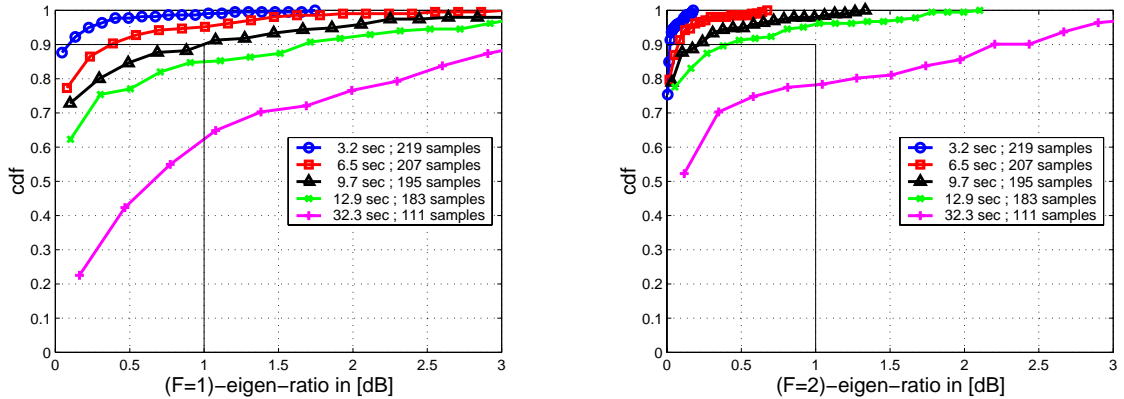 1
0.9
0.8
0.7
0.6
0.5
0.4
0.3
0.2
0.1
0
cdf
3.2 sec ; 219 samples
6.5 sec ; 207 samples
9.7 sec ; 195 samples
12.9 sec ; 183 samples
32.3 sec ; 111 samples
0 0.5 1 1.5 2 2.5 3
(F=1)−eigen−ratio in [dB]
1
0.9
0.8
0.7
0.6
0.5
0.4
0.3
0.2
0.1
0
cdf
3.2 sec ; 219 samples
6.5 sec ; 207 samples
9.7 sec ; 195 samples
12.9 sec ; 183 samples
32.3 sec ; 111 samples
0 0.5 1 1.5 2 2.5 3
(F=2)−eigen−ratio in [dB]